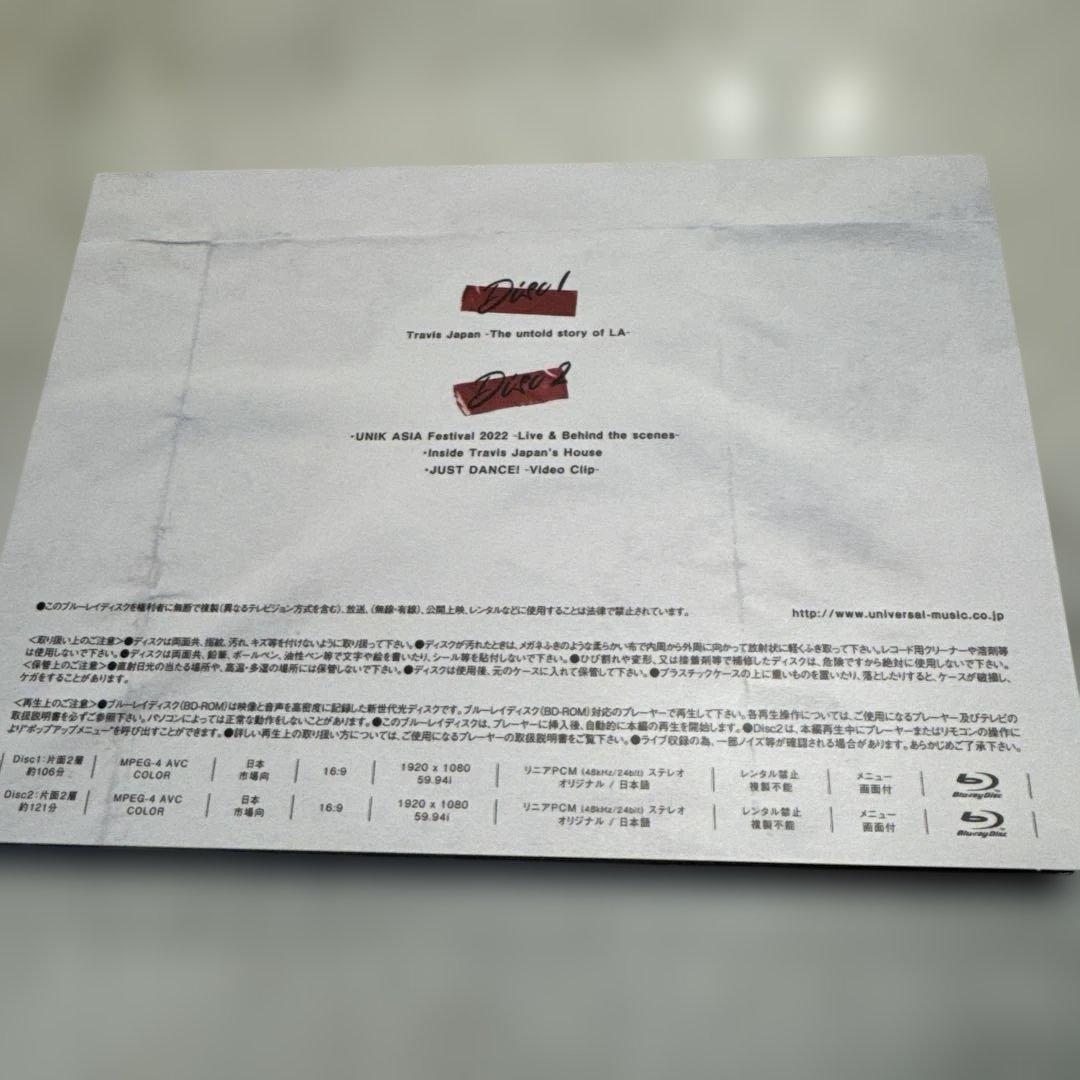 Disc 1
Travis Japan -The untold story of LA-
Disc 2
・UNIK ASIA Festival 2022 -Live & Behind the scenes-
・Inside Travis Japan's House
・JUST DANCE! -Video Clip-
●このブルーレイディスクを権利者に無断で複製(異なるテレビジョン方式を含む)、放送、(無線・有線)、公開上映、レンタルなどに使用することは法律で禁止されています。
http://www.universal-music.co.jp
<取り扱い上のご注意>●ディスクは両面共、指紋、汚れ、キズ等を付けないように取り扱って下さい。●ディスクが汚れたときは、メガネふきのような柔らかい布で内周から外周に向かって放射状に軽くふき取って下さい。レコード用クリーナーや溶剤等
は使用しないで下さい。●ディスクは両面共、鉛筆、ボールペン、油性ペン等で文字や絵を書いたり、シール等を貼付しないで下さい。●ひび割れや変形、又は接着剤等で補修したディスクは、危険ですから絶対に使用しないで下さい。
<保管上のご注意>●直射日光の当たる場所や、高温・多湿の場所には保管しないで下さい。●ディスクは使用後、元のケースに入れて保管して下さい。●プラスチックケースの上に重いものを置いたり、落としたりすると、ケースが破損し、
ケガをすることがあります。
<再生上のご注意>●ブルーレイディスク(BD-ROM)は映像と音声を高密度に記録した新世代光ディスクです。ブルーレイディスク(BD-ROM)対応のプレーヤーで再生して下さい。各再生操作については、ご使用になるプレーヤー及びテレビの
取扱説明書を必ずご参照下さい。パソコンによっては正常な動作をしないことがあります。●このブルーレイディスクは、プレーヤーに挿入後、自動的に本編の再生を開始します。●Disc2は、本編再生中にプレーヤーまたはリモコンの操作に
より"ポップアップメニュー"を呼び出すことができます。●詳しい再生上の取り扱い方については、ご使用になるプレーヤーの取扱説明書をご覧下さい。●ライブ収録の為、一部ノイズ等が確認される場合があります。あらかじめご了承下さい。
Disc1:片面2層 MPEG-4 AVC 日本 16:9 1920 x 1080 リニアPCM (48kHz/24bit) ステレオ レンタル禁止 メニュー Blu-ray Disc
約106分 COLOR 市場向 59.94i オリジナル / 日本語 複製不能 画面付
Disc2:片面2層 MPEG-4 AVC 日本 16:9 1920 x 1080 リニアPCM (48kHz/24bit) ステレオ レンタル禁止 メニュー Blu-ray Disc
約121分 COLOR 市場向 59.94i オリジナル / 日本語 複製不能 画面付